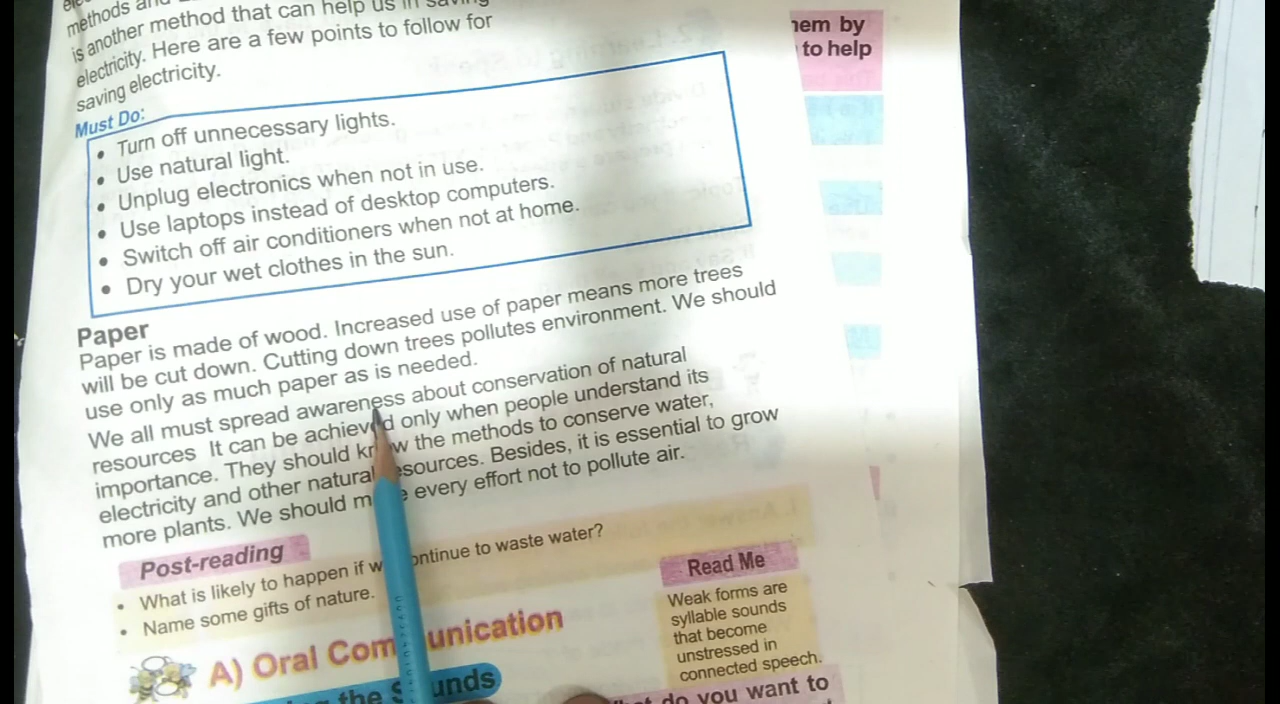 methods and
is another method that can help us in saving
electricity. Here are a few points to follow for
saving electricity.
Must Do:
• Turn off unnecessary lights.
• Use natural light.
• Unplug electronics when not in use.
• Use laptops instead of desktop computers.
• Switch off air conditioners when not at home.
• Dry your wet clothes in the sun.
Paper
Paper is made of wood. Increased use of paper means more trees
will be cut down. Cutting down trees pollutes environment. We should
use only as much paper as is needed.
We all must spread awareness about conservation of natural
resources It can be achieved only when people understand its
importance. They should know the methods to conserve water,
electricity and other natural resources. Besides, it is essential to grow
more plants. We should make every effort not to pollute air.
Post-reading
• What is likely to happen if we continue to waste water?
• Name some gifts of nature.
A) Oral Communication
the Sounds
Read Me
Weak forms are
syllable sounds
that become
unstressed in
connected speech.
do you want to
by
to help